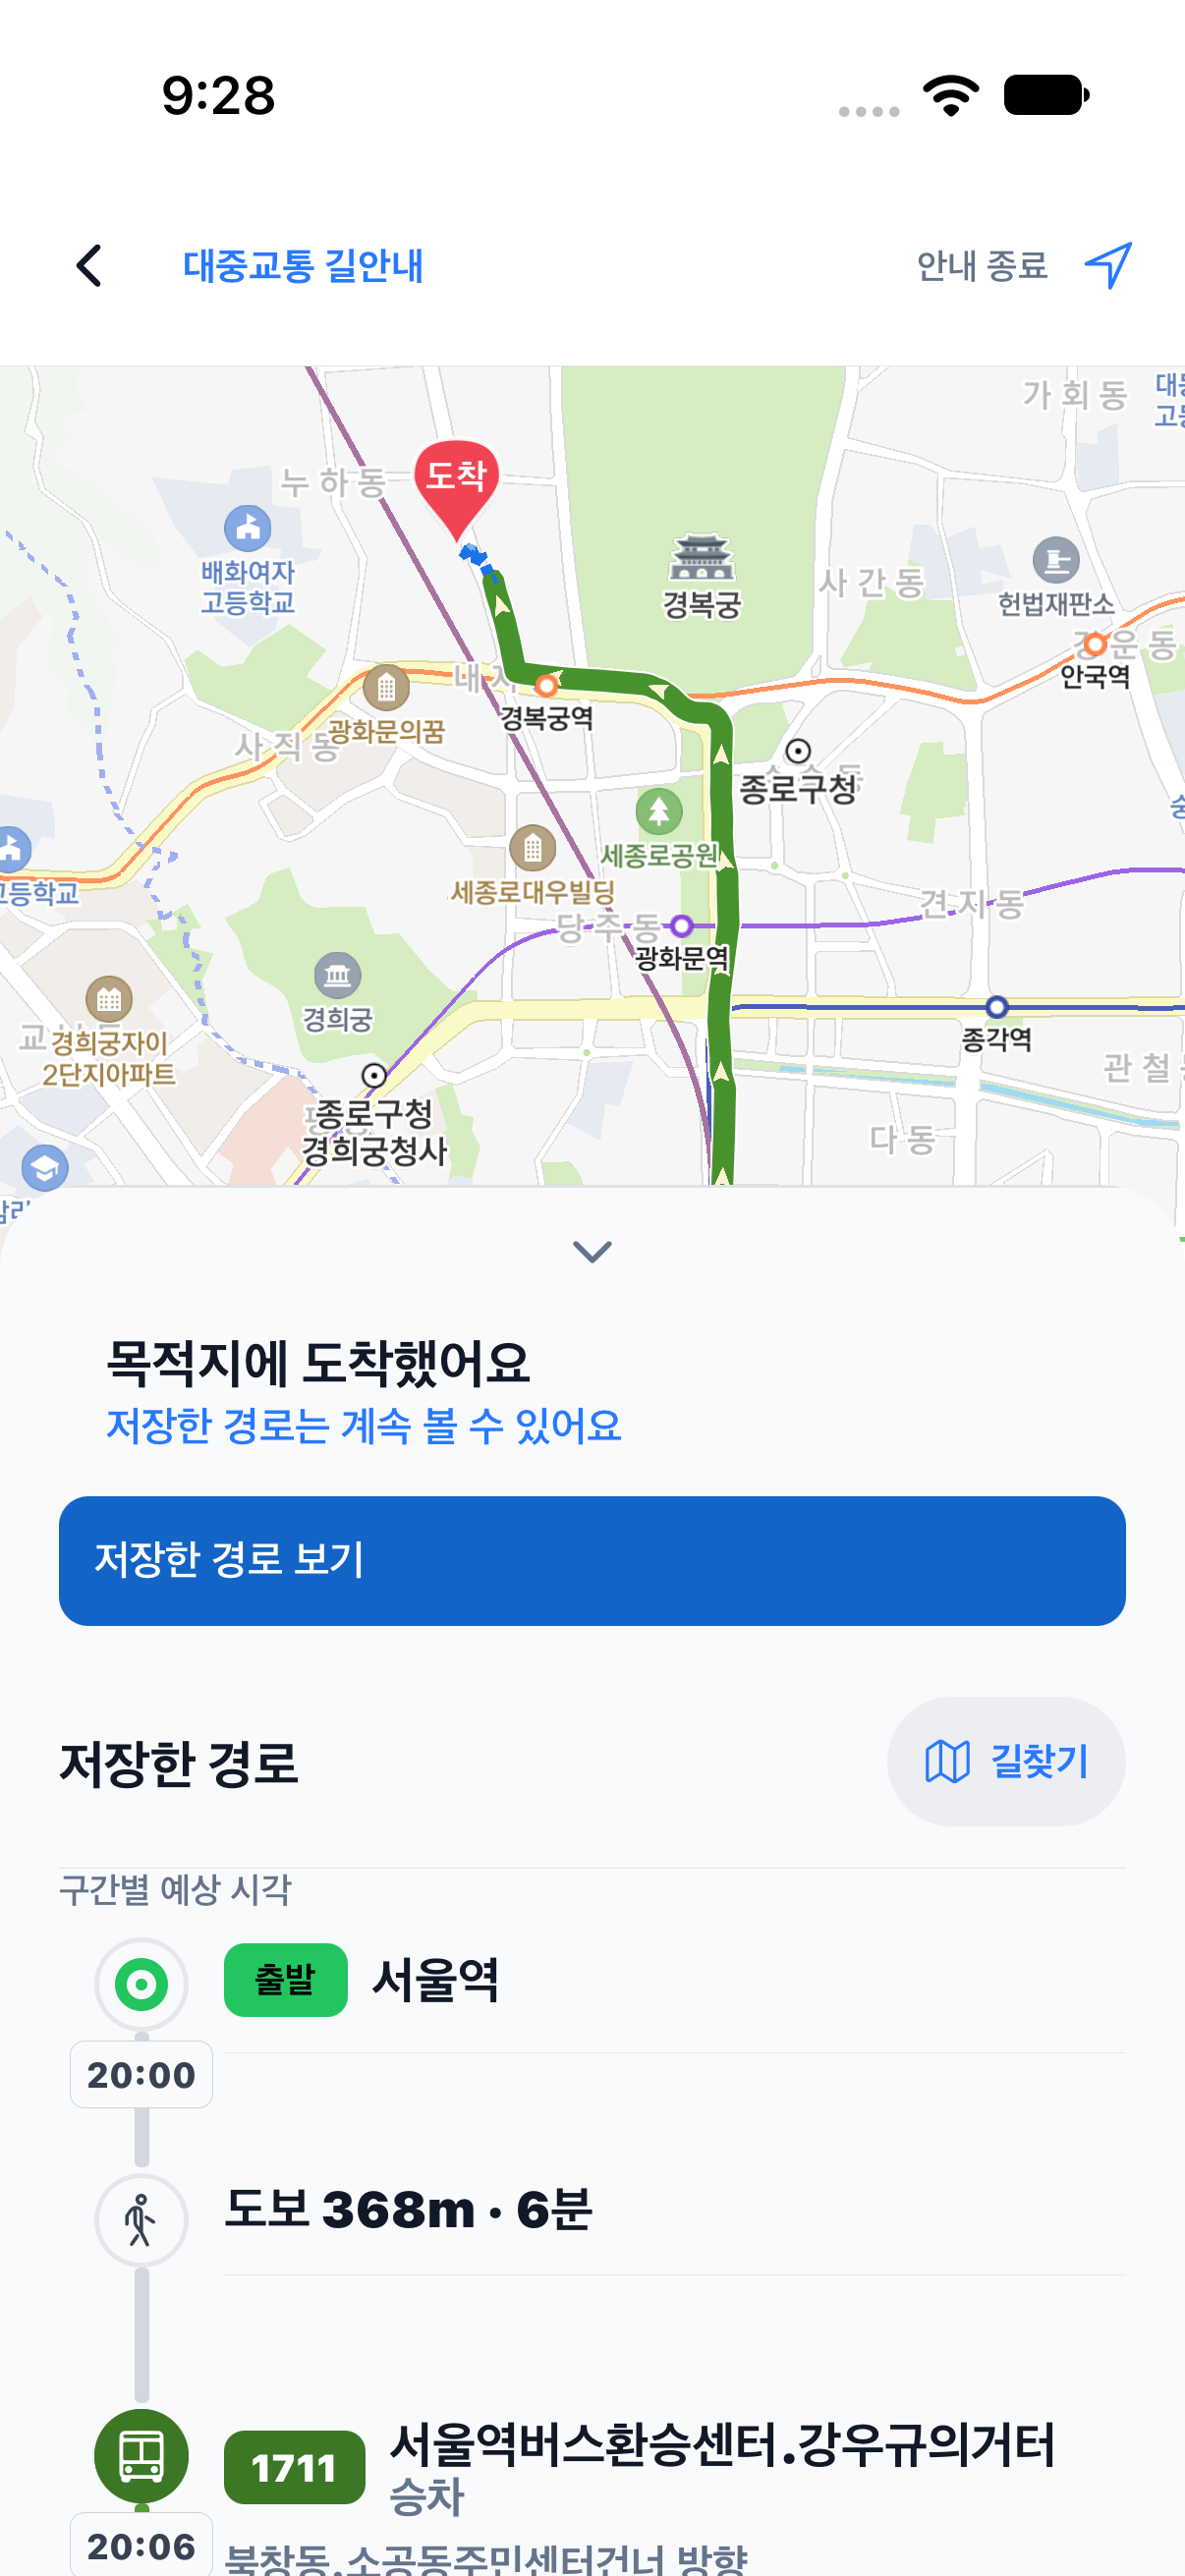 9:28
대중교통 길안내
안내 종료
가회동
누하동
도착
배화여자
고등학교
경복궁
사간동
헌법재판소
안국역
경복궁역
광화문의꿈
사직동
종로구청
세종로공원
고등학교
세종로대우빌딩
견지동
당주동
광화문역
경희궁
종각역
경희궁자이
2단지아파트
종로구청
경희궁청사
다동
목적지에 도착했어요
저장한 경로는 계속 볼 수 있어요
저장한 경로 보기
저장한 경로
길찾기
구간별 예상 시각
출발 서울역
20:00
도보 368m · 6분
1711 서울역버스환승센터.강우규의거터
승차
20:06
북창동.소공동주민센터건너 방향